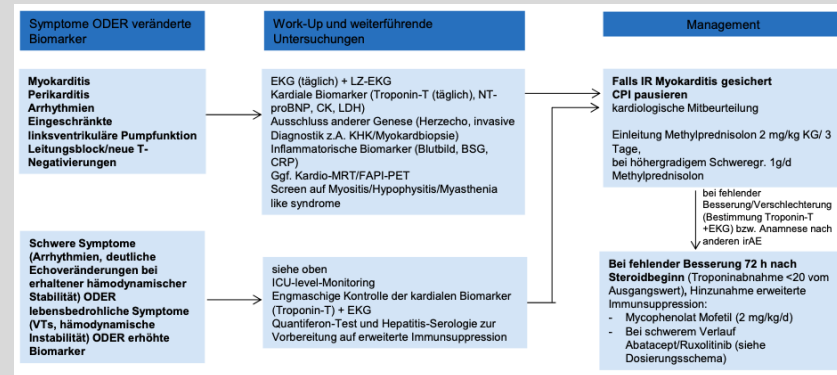 Symptome ODER veränderte
Biomarker
Work-Up und weiterführende
Untersuchungen
Management
Myokarditis
Perikarditis
Arrhythmien
Eingeschränkte
linksventrikuläre Pumpfunktion
Leitungsblock/neue T-
Negativierungen
EKG (täglich) + LZ-EKG
Kardiale Biomarker (Troponin-T (täglich), NT-
proBNP, CK, LDH)
Ausschluss anderer Genese (Herzecho, invasive
Diagnostik z.A. KHK/Myokardbiopsie)
Inflammatorische Biomarker (Blutbild, BSG,
CRP)
Ggf. Kardio-MRT/FAPI-PET
Screen auf Myositis/Hypophysitis/Myasthenia
like syndrome
Falls IR Myokarditis gesichert
CPI pausieren
kardiologische Mitbeurteilung
Einleitung Methylprednisolon 2 mg/kg KG/ 3
Tage,
bei höhergradigem Schweregr. 1g/d
Methylprednisolon
bei fehlender
Besserung/Verschlechterung
(Bestimmung Troponin-T
+EKG) bzw. Anamnese nach
anderen irAE
Schwere Symptome
(Arrhythmien, deutliche
Echoveränderungen bei
erhaltener hämodynamischer
Stabilität) ODER
lebensbedrohliche Symptome
(VTs, hämodynamische
Instabilität) ODER erhöhte
Biomarker
siehe oben
ICU-level-Monitoring
Engmaschige Kontrolle der kardialen Biomarker
(Troponin-T) + EKG
Quantiferon-Test und Hepatitis-Serologie zur
Vorbereitung auf erweiterte Immunsuppression
Bei fehlender Besserung 72 h nach
Steroidbeginn (Troponinabnahme <20 vom
Ausgangswert), Hinzunahme erweiterte
Immunsuppression:
- Mycophenolat Mofetil (2 mg/kg/d)
- Bei schwerem Verlauf
Abatacept/Ruxolitinib (siehe
Dosierungsschema)